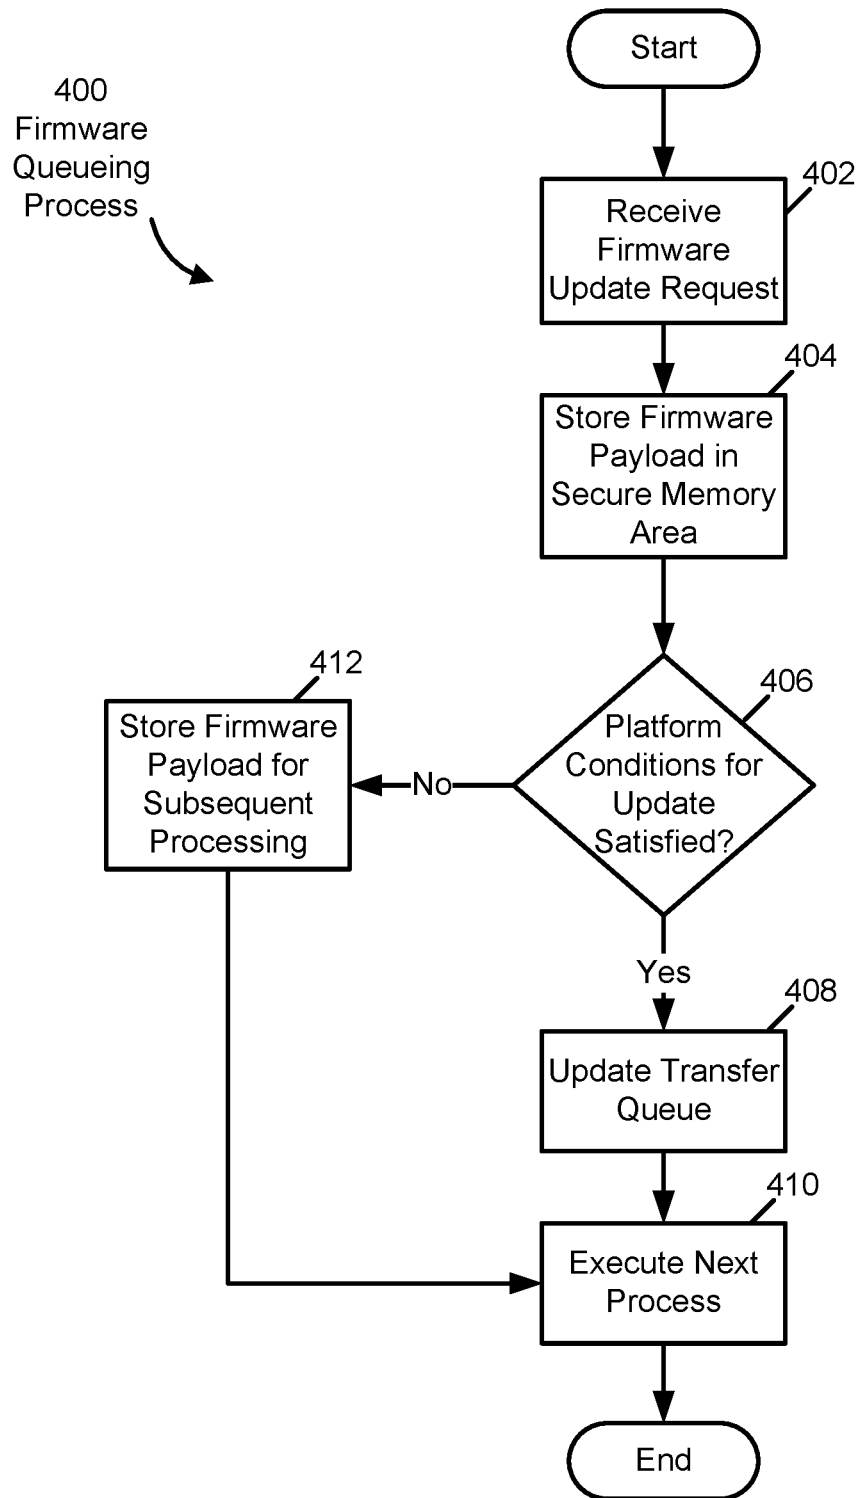 Start
400
Firmware
Queueing
Process
402
Receive
Firmware
Update Request
404
Store Firmware
Payload in
Secure Memory
Area
412
Store Firmware
Payload for
Subsequent
Processing
No
406
Platform
Conditions for
Update
Satisfied?
Yes
408
Update Transfer
Queue
410
Execute Next
Process
End